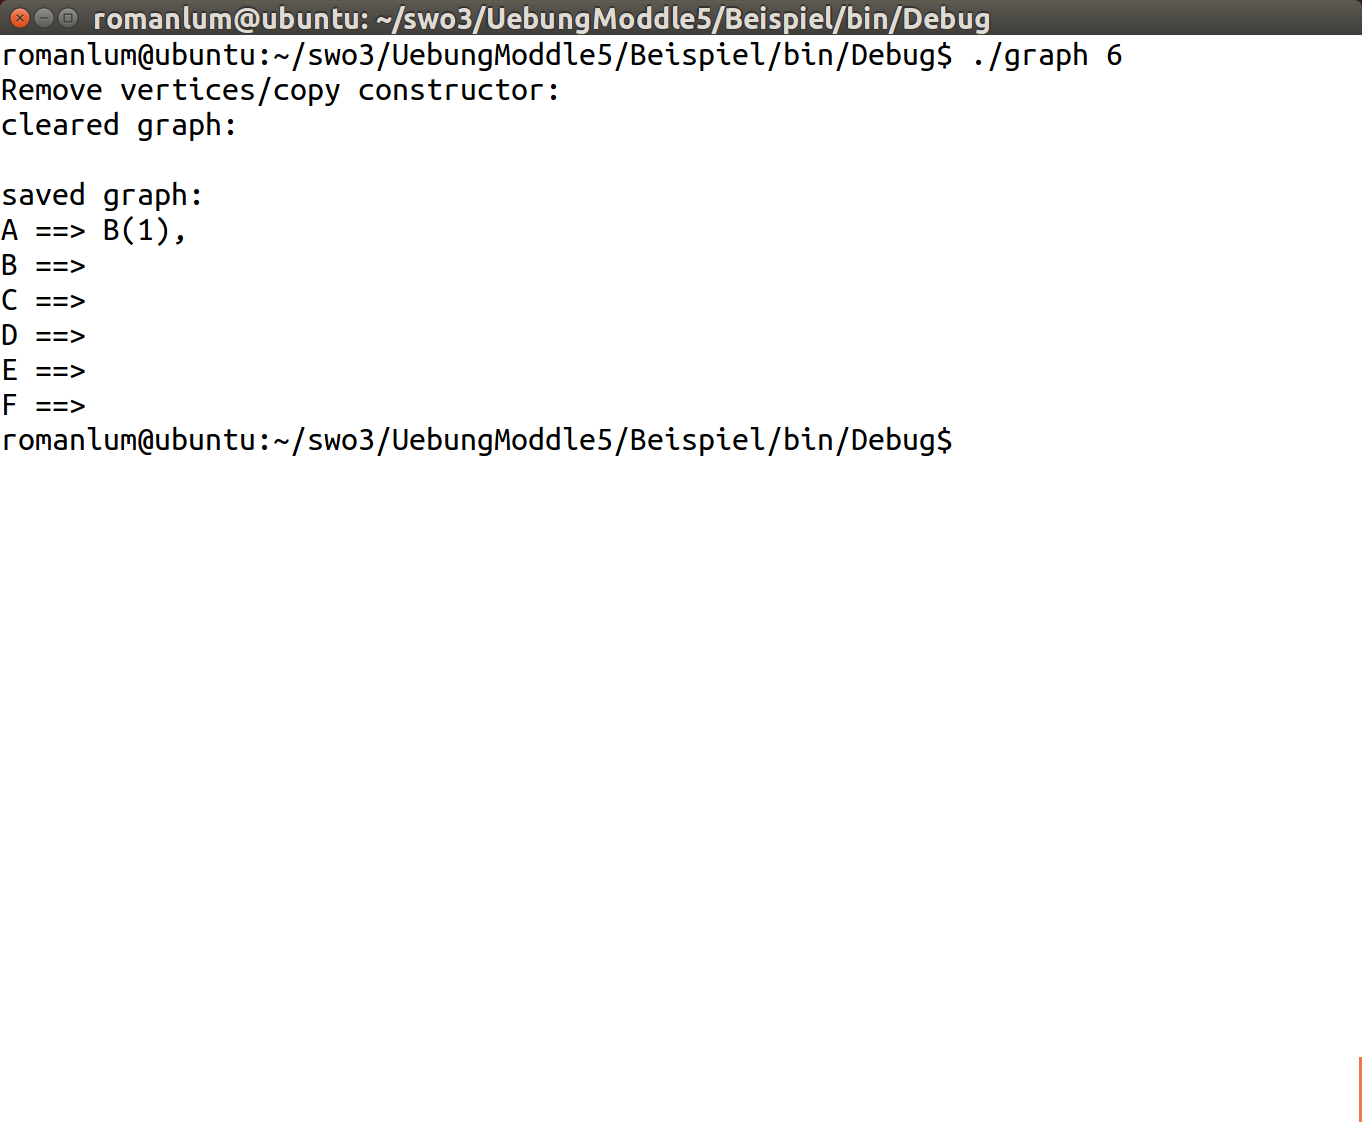 romanlum@ubuntu: ~/swo3/UebungModdle5/Beispiel/bin/Debug
romanlum@ubuntu:~/swo3/UebungModdle5/Beispiel/bin/Debug$ ./graph 6
Remove vertices/copy constructor:
cleared graph:
saved graph:
A ==> B(1),
B ==>
C ==>
D ==>
E ==>
F ==>
romanlum@ubuntu:~/swo3/UebungModdle5/Beispiel/bin/Debug$